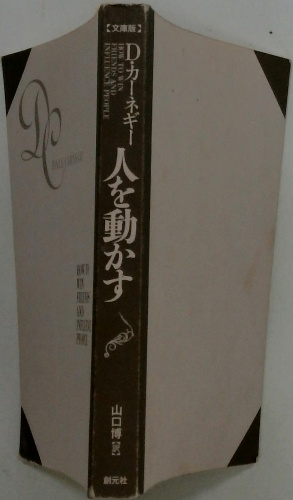 【文庫版】
D・カーネギー
HOW TO WIN
FRIENDS AND
INFLUENCE PEOPLE
人を動かす
山口博【訳】
創元社
DC
HOW TO
WIN
FRIENDS
AND
INFLUENCE
PEOPLE